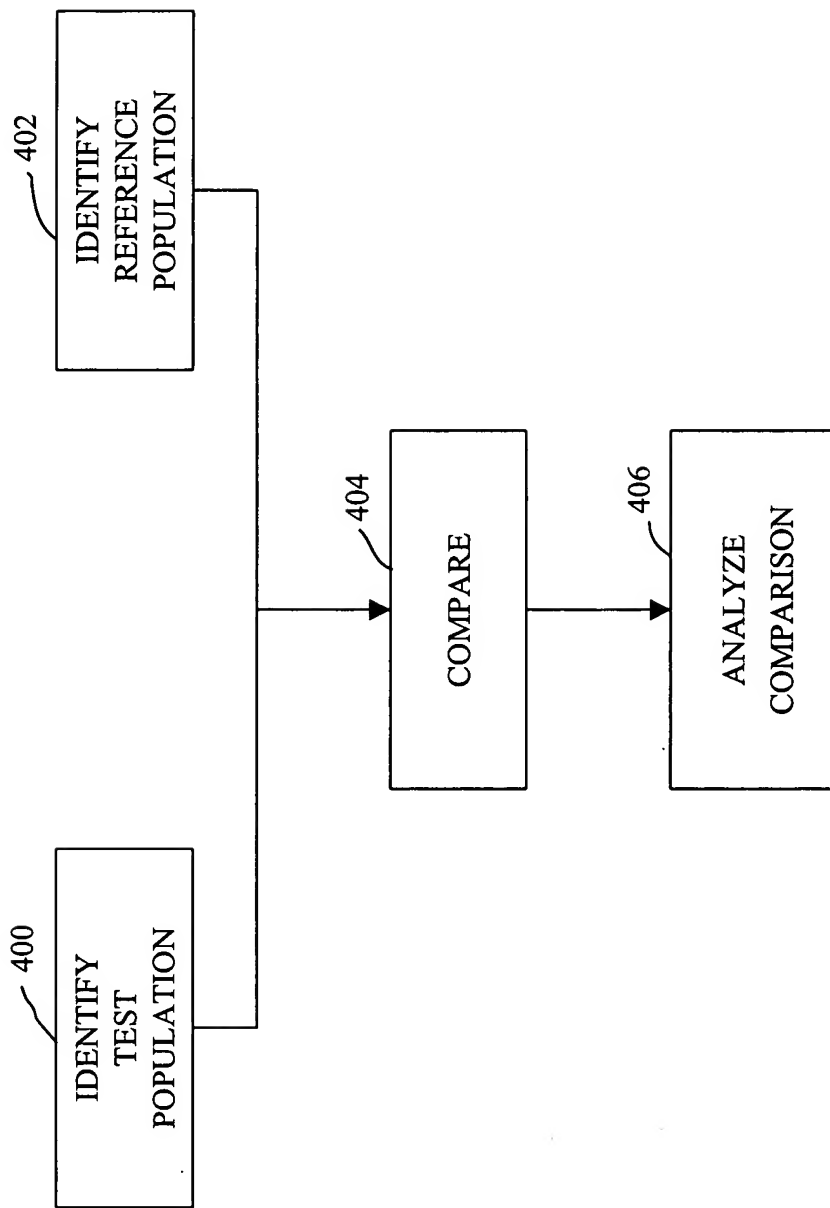 400
IDENTIFY
TEST
POPULATION
402
IDENTIFY
REFERENCE
POPULATION
404
COMPARE
406
ANALYZE
COMPARISON